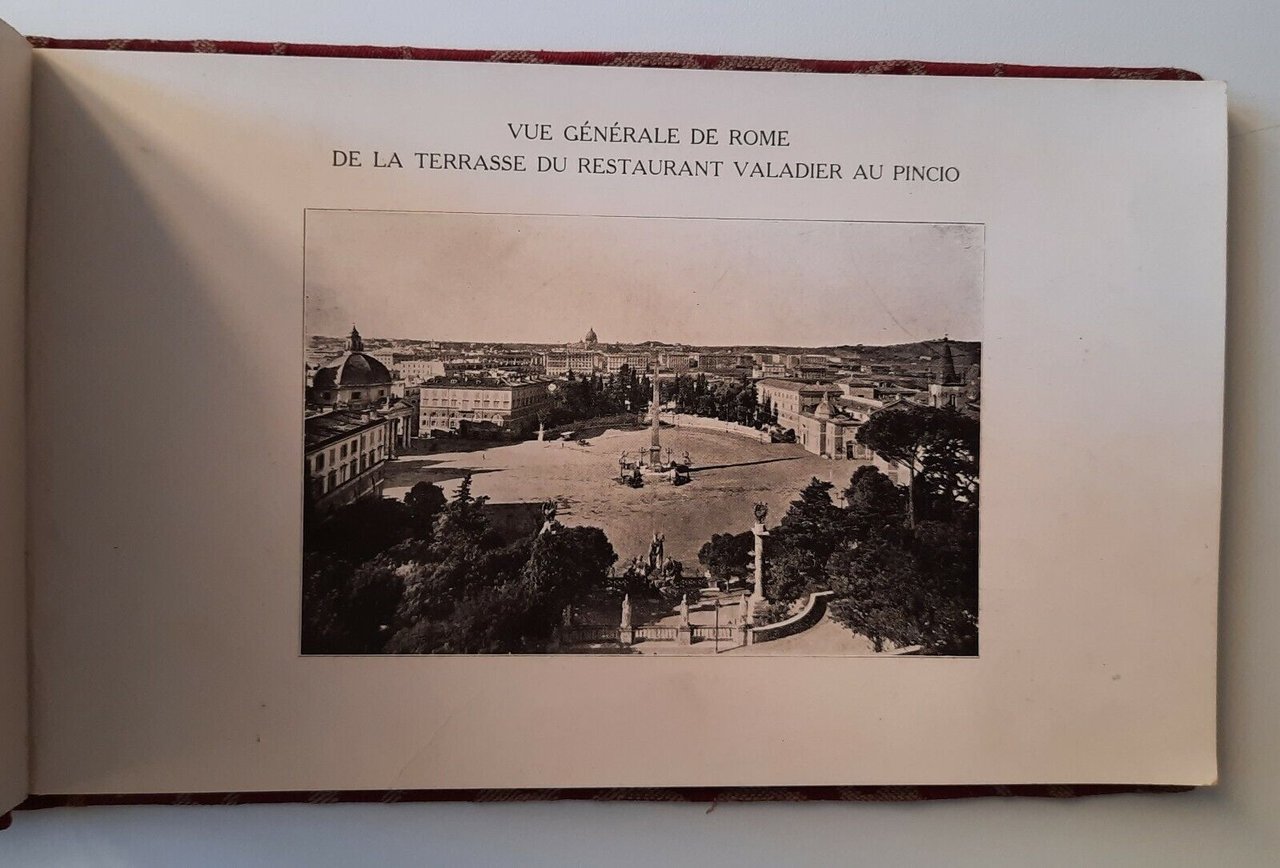 VUE GÉNÉRALE DE ROME
DE LA TERRASSE DU RESTAURANT VALADIER AU PINCIO